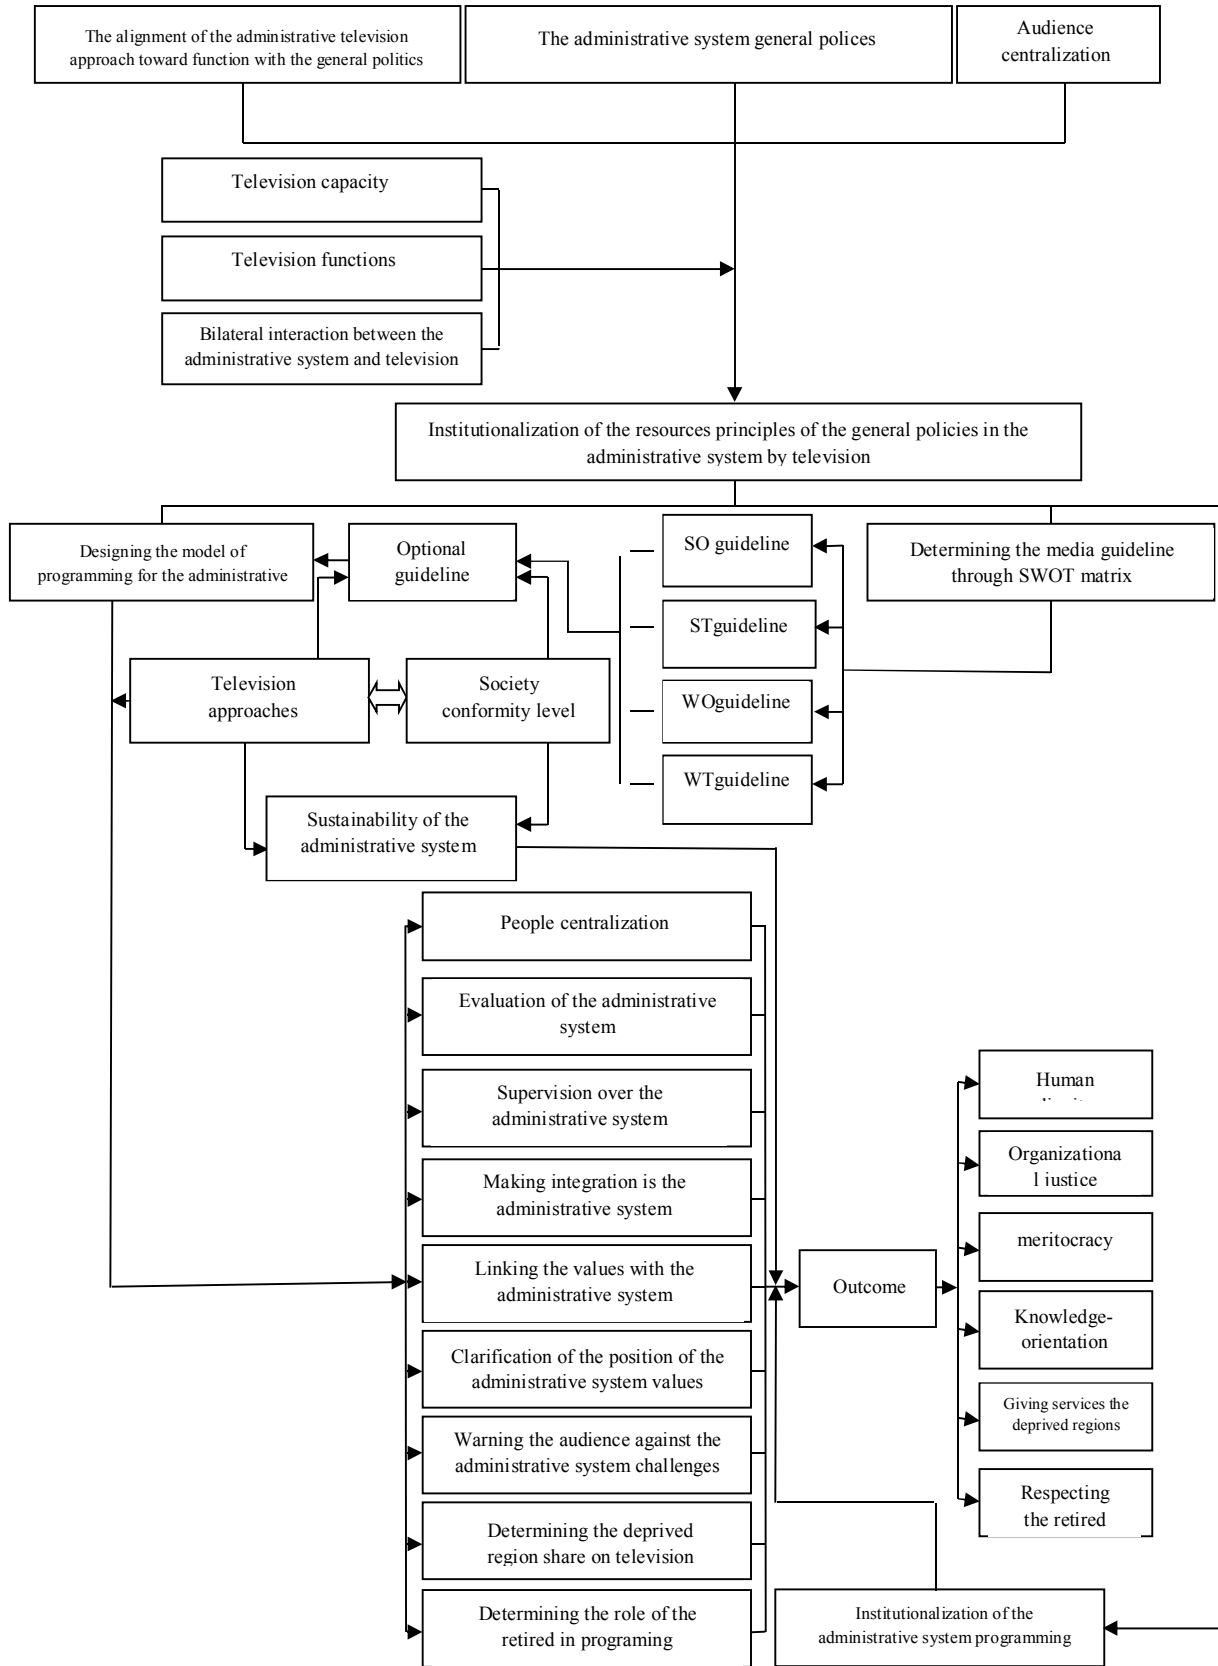 The alignment of the administrative television
approach toward function with the general politics
The administrative system general polices
Audience
centralization
Television capacity
Television functions
Bilateral interaction between the
administrative system and television
Institutionalization of the resources principles of the general policies in the
administrative system by television
Designing the model of
programming for the administrative
Optional
guideline
SO guideline
Determining the media guideline
through SWOT matrix
STguideline
Television
approaches
Society
conformity level
WOguideline
WTguideline
Sustainability of the
administrative system
People centralization
Evaluation of the administrative
system
Supervision over the
administrative system
Making integration is the
administrative system
Linking the values with the
administrative system
Clarification of the position of the
administrative system values
Warning the audience against the
administrative system challenges
Determining the deprived
region share on television
Determining the role of the
retired in programing
Outcome
Human
Organizationa
l justice
meritocracy
Knowledge-
orientation
Giving services the
deprived regions
Respecting
the retired
Institutionalization of the
administrative system programming